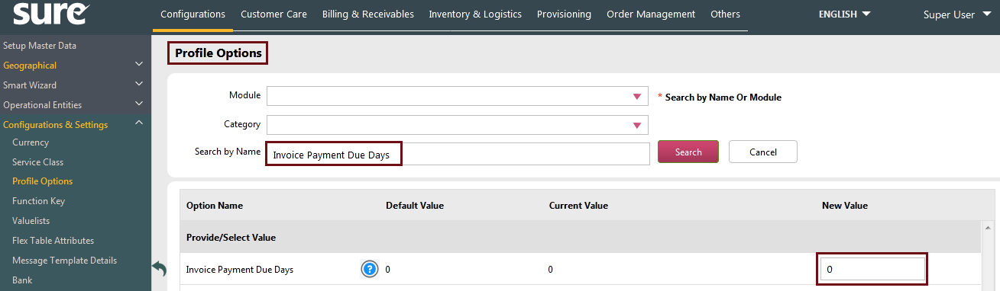 sure Configurations Customer Care Billing & Receivables Inventory & Logistics Provisioning Order Management Others ENGLISH Super User
Setup Master Data
Geographical
Smart Wizard
Operational Entities
Configurations & Settings
Currency
Service Class
Profile Options
Function Key
Valuelists
Flex Table Attributes
Message Template Details
Bank
Profile Options
Module * Search by Name Or Module
Category
Search by Name Invoice Payment Due Days Search Cancel
Option Name Default Value Current Value New Value
Provide/Select Value
Invoice Payment Due Days ? 0 0 0